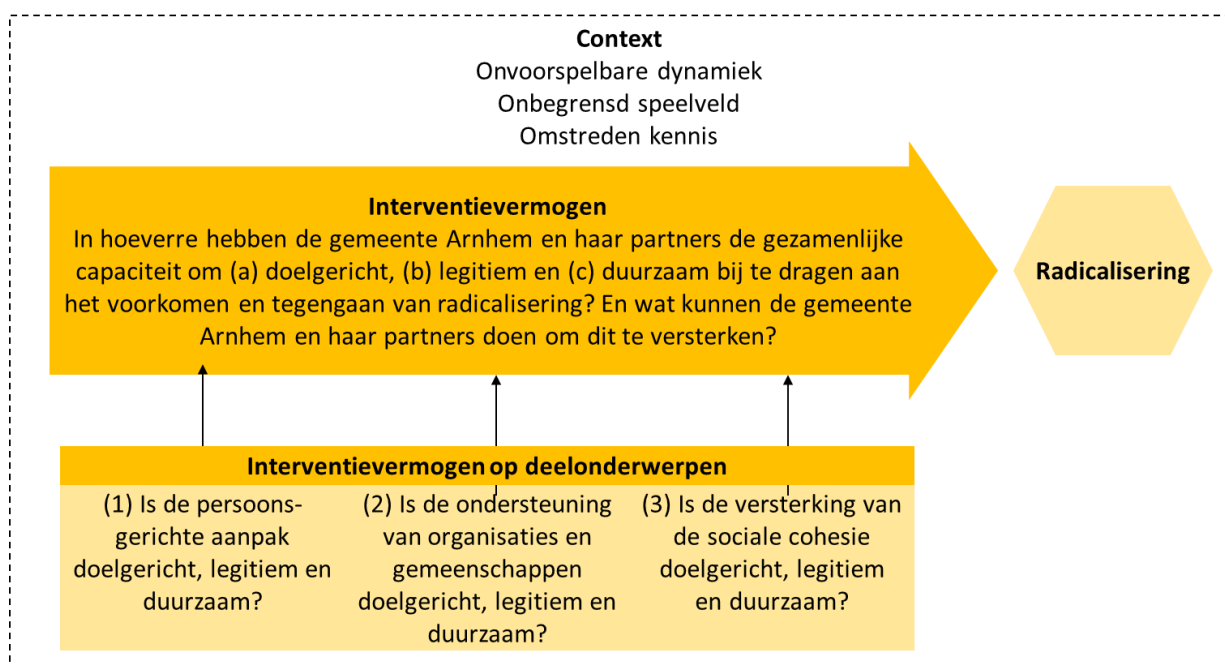 Context
Onvoorspelbare dynamiek
Onbegrensd speelveld
Omstreden kennis
Interventievermogen
In hoeverre hebben de gemeente Arnhem en haar partners de gezamenlijke
capaciteit om (a) doelgericht, (b) legitiem en (c) duurzaam bij te dragen aan
het voorkomen en tegengaan van radicalisering? En wat kunnen de gemeente
Arnhem en haar partners doen om dit te versterken?
Radicalisering
Interventievermogen op deelonderwerpen
(1) Is de persoons-
gerichte aanpak
doelgericht, legitiem en
duurzaam?
(2) Is de ondersteuning
van organisaties en
gemeenschappen
doelgericht, legitiem en
duurzaam?
(3) Is de versterking van
de sociale cohesie
doelgericht, legitiem
en duurzaam?